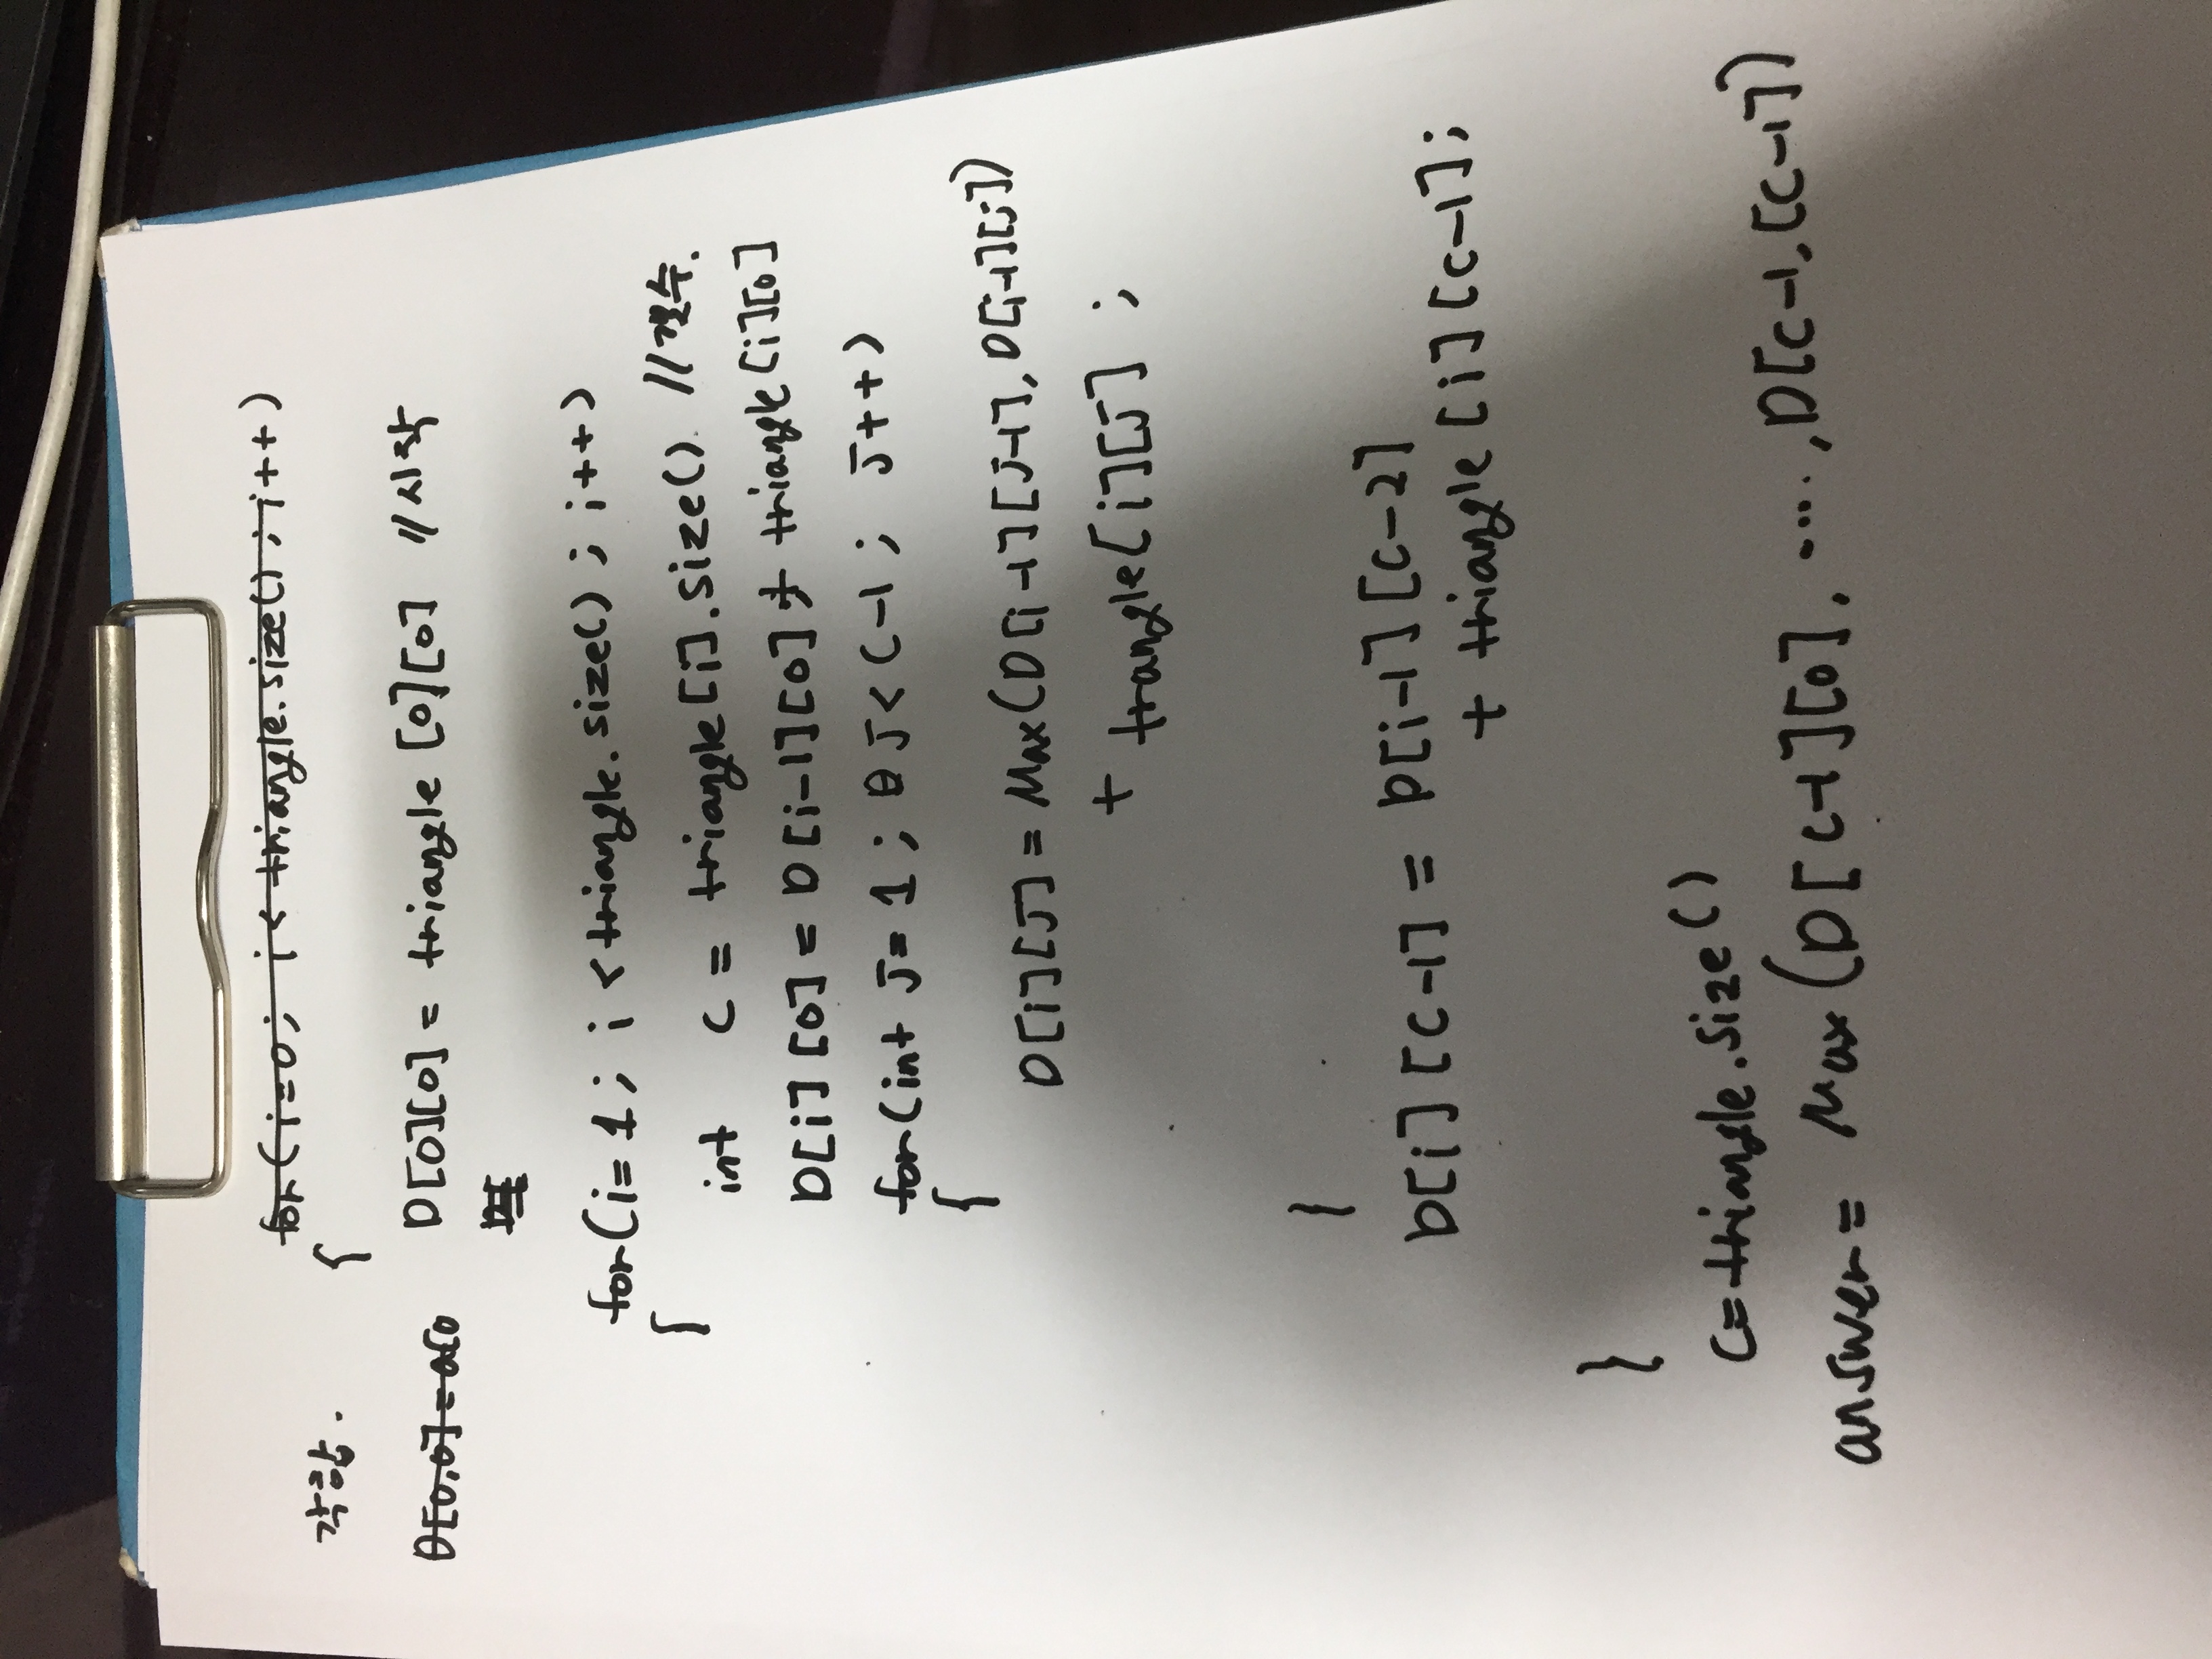 for(i=0; i< triangle.size(); i++)
각합.
{
D[0,0]=a[0
D[0][0] = triangle [0][0] //시작
for(i=1; i<triangle.size(); i++)
{
int c = triangle[i].size() //갯수.
D[i][0] = D[i-1][0] + triangle[i][0]
for(int j=1; j<c-1; j++)
{
D[i][j] = Max(D[i-1][j-1], D[i-1][j])
+ trangle[i][j] ;
}
D[i][c-1] = D[i-1][c-2]
+ triangle[i][c-1];
}
c=triangle.size()
answer= Max(D[c-1][0], ....,D[c-1,[c-1])